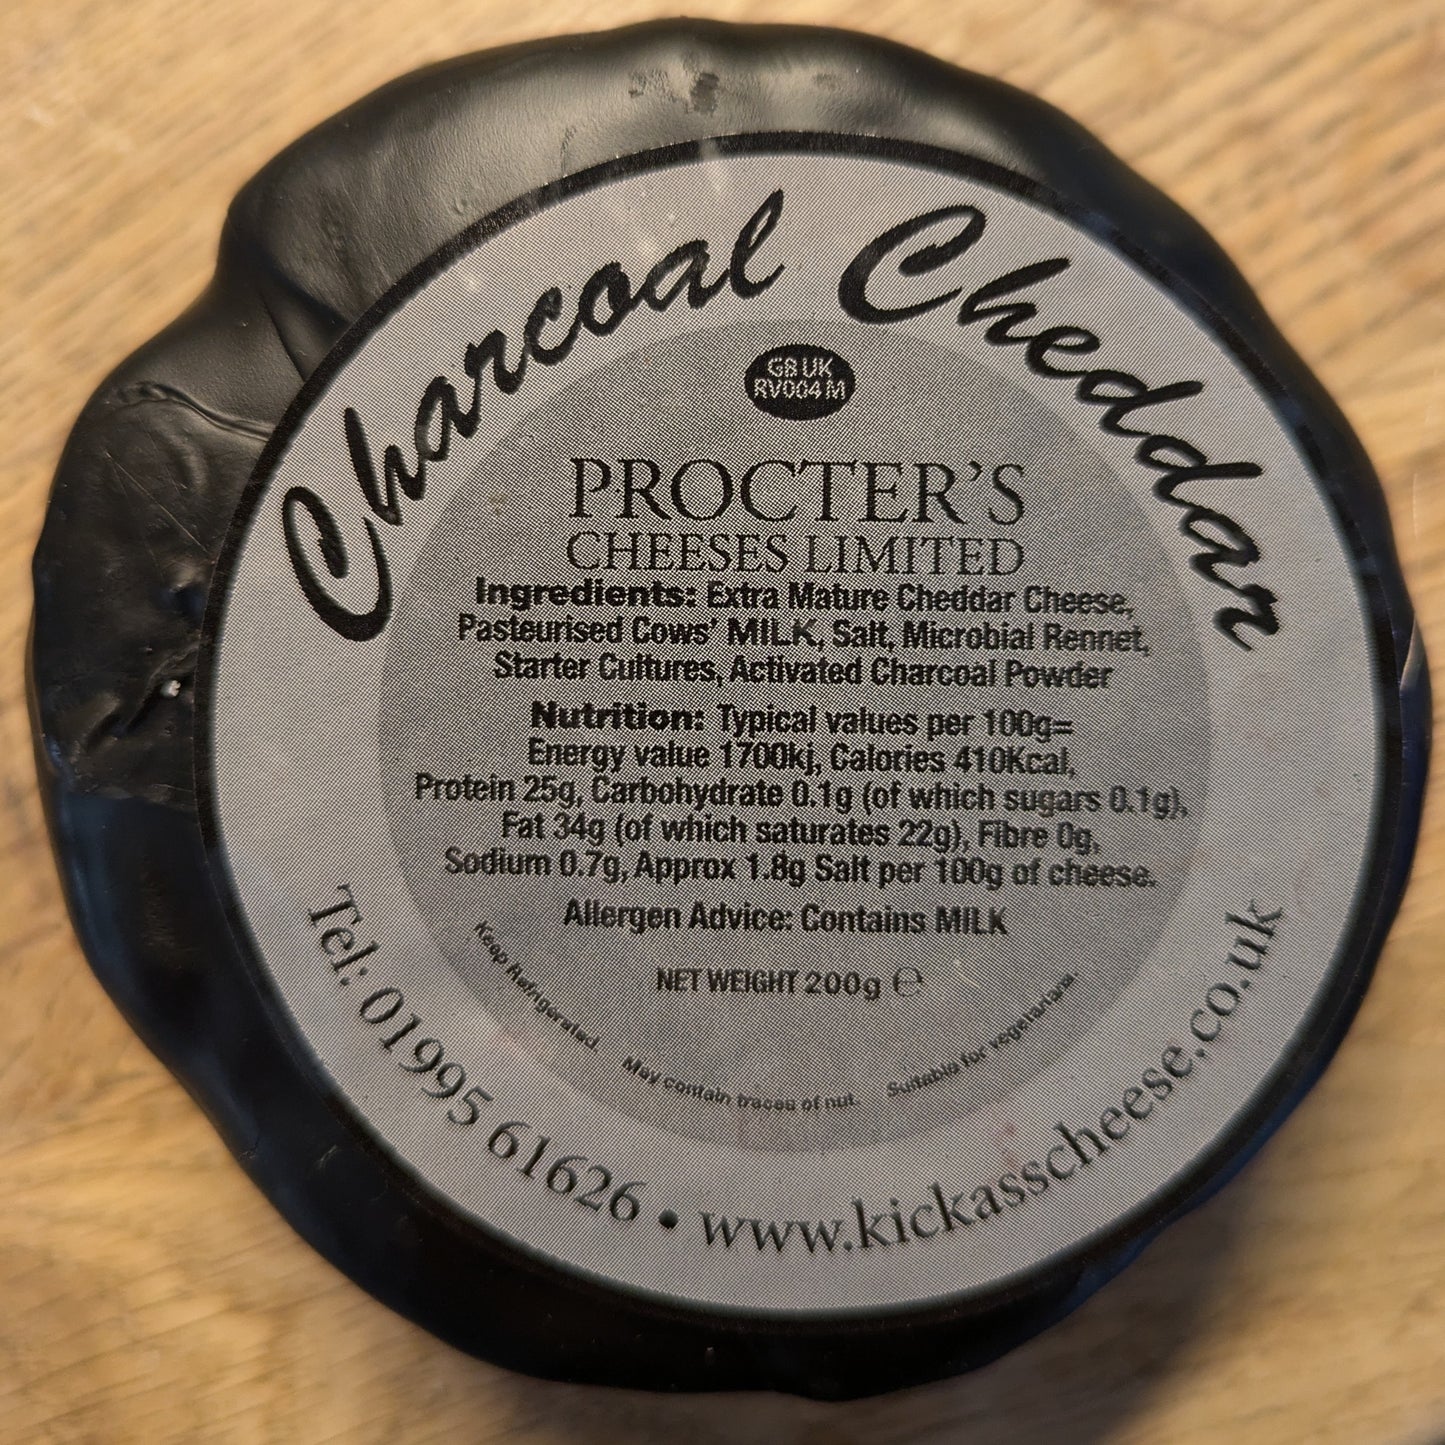 Charcoal Cheddar
GB UK
RV004 M
PROCTER'S
CHEESES LIMITED
Ingredients: Extra Mature Cheddar Cheese,
Pasteurised Cows' MILK, Salt, Microbial Rennet,
Starter Cultures, Activated Charcoal Powder
Nutrition: Typical values per 100g=
Energy value 1700kj, Calories 410Kcal,
Protein 25g, Carbohydrate 0.1g (of which sugars 0.1g),
Fat 34g (of which saturates 22g), Fibre 0g,
Sodium 0.7g, Approx 1.8g Salt per 100g of cheese.
Allergen Advice: Contains MILK
NET WEIGHT 200g ℮
Keep Refrigerated. May contain traces of nut. Suitable for vegetarians.
Tel: 01995 61626 • www.kickasscheese.co.uk